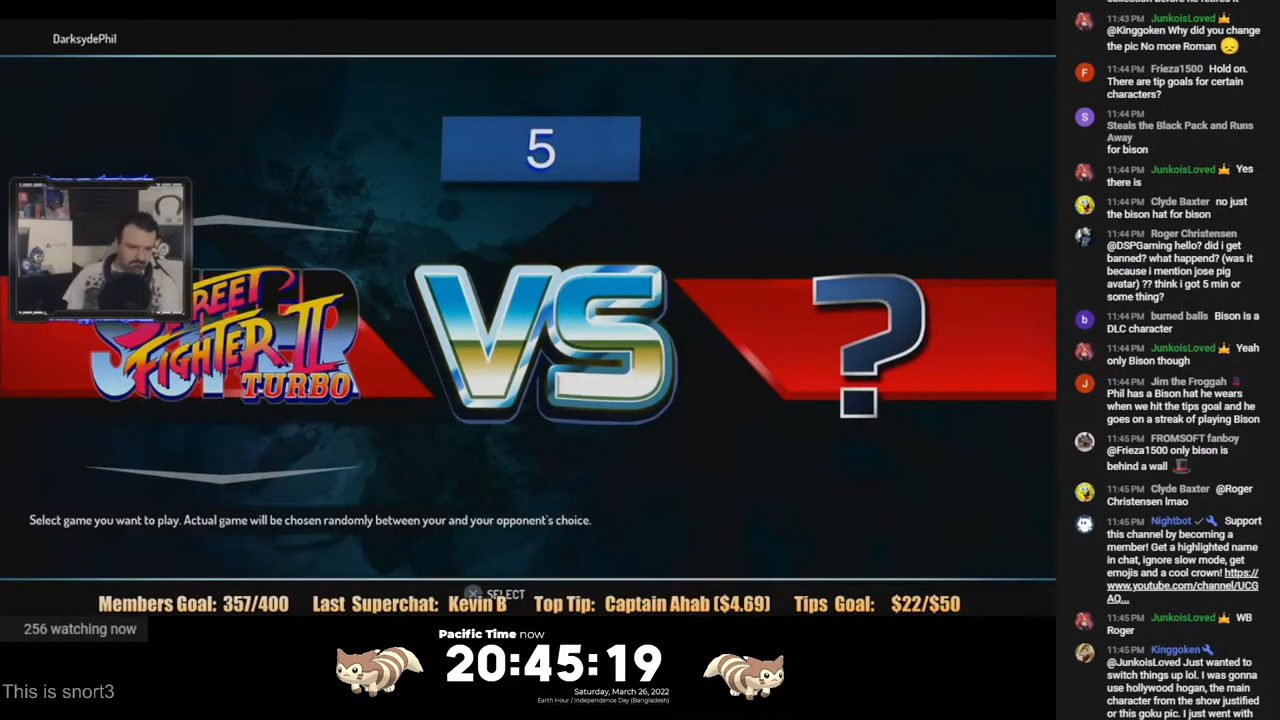 DarksydePhil
5
STREET
FIGHTER II
TURBO
VS
?
Select game you want to play. Actual game will be chosen randomly between your and your opponent's choice.
SELECT
Members Goal: 357/400 Last Superchat: Kevin B Top Tip: Captain Ahab ($4.69) Tips Goal: $22/$50
256 watching now
Pacific Time now
20:45:19
Saturday, March 26, 2022
Earth Hour / Independence Day (Bangladesh)
This is snort3
collection before he retires it
11:43 PM JunkoisLoved
@Kinggoken Why did you change
the pic No more Roman
F
11:44 PM Frieza1500 Hold on.
There are tip goals for certain
characters?
S
11:44 PM
Steals the Black Pack and Runs
Away
for bison
11:44 PM JunkoisLoved Yes
there is
11:44 PM Clyde Baxter no just
the bison hat for bison
11:44 PM Roger Christensen
@DSPGaming hello? did i get
banned? what happend? (was it
because i mention jose pig
avatar) ?? think i got 5 min or
some thing?
b
11:44 PM burned balls Bison is a
DLC character
11:44 PM JunkoisLoved Yeah
only Bison though
J
11:44 PM Jim the Froggah
Phil has a Bison hat he wears
when we hit the tips goal and he
goes on a streak of playing Bison
11:45 PM FROMSOFT fanboy
@Frieza1500 only bison is
behind a wall
11:45 PM Clyde Baxter @Roger
Christensen lmao
11:45 PM Nightbot Support
this channel by becoming a
member! Get a highlighted name
in chat, ignore slow mode, get
emojis and a cool crown! https://
www.youtube.com/channel/UCG
AQ...
11:45 PM JunkoisLoved WB
Roger
11:45 PM Kinggoken
@JunkoisLoved Just wanted to
switch things up lol. I was gonna
use hollywood hogan, the main
character from the show justified
or this goku pic. I just went with